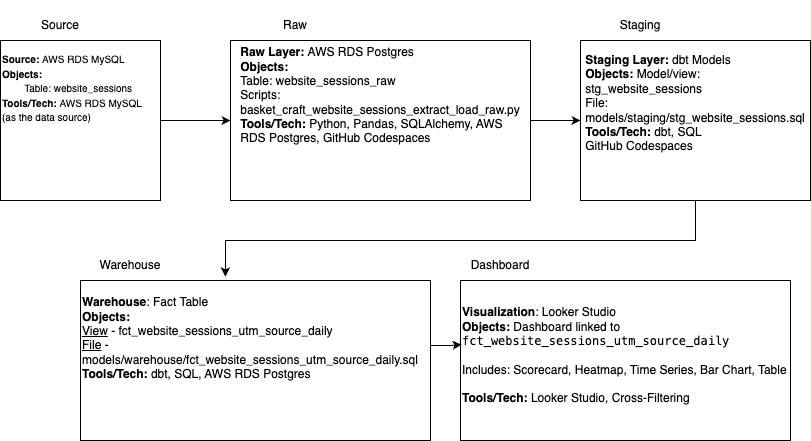 Source
Source: AWS RDS MySQL
Objects:
Table: website_sessions
Tools/Tech: AWS RDS MySQL
(as the data source)
Raw
Raw Layer: AWS RDS Postgres
Objects:
Table: website_sessions_raw
Scripts:
basket_craft_website_sessions_extract_load_raw.py
Tools/Tech: Python, Pandas, SQLAlchemy, AWS
RDS Postgres, GitHub Codespaces
Staging
Staging Layer: dbt Models
Objects: Model/view:
stg_website_sessions
File:
models/staging/stg_website_sessions.sql
Tools/Tech: dbt, SQL
GitHub Codespaces
Warehouse
Warehouse: Fact Table
Objects:
View - fct_website_sessions_utm_source_daily
File -
models/warehouse/fct_website_sessions_utm_source_daily.sql
Tools/Tech: dbt, SQL, AWS RDS Postgres
Dashboard
Visualization: Looker Studio
Objects: Dashboard linked to
fct_website_sessions_utm_source_daily
Includes: Scorecard, Heatmap, Time Series, Bar Chart, Table
Tools/Tech: Looker Studio, Cross-Filtering